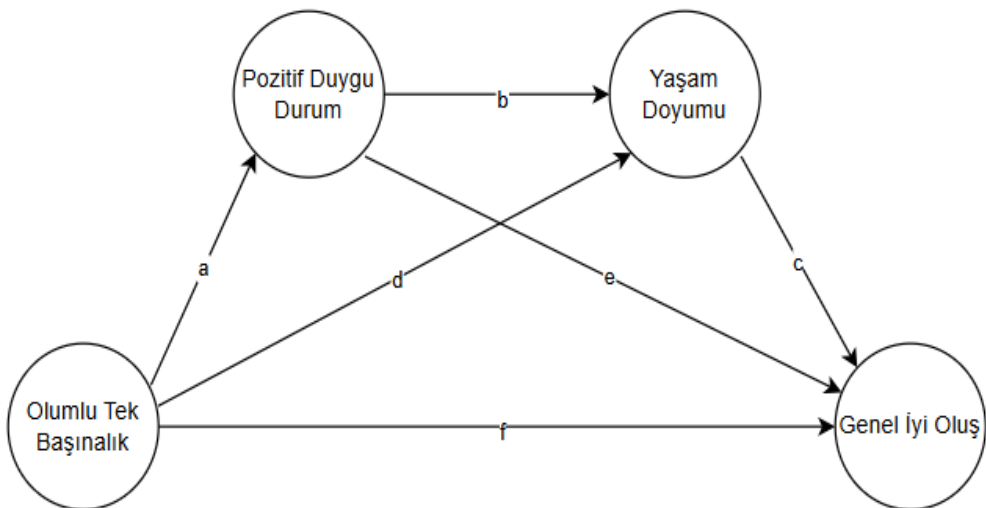 Pozitif Duygu
Durum
b
Yaşam
Doyumu
a
d
e
c
Olumlu Tek
Başınalık
f
Genel İyi Oluş